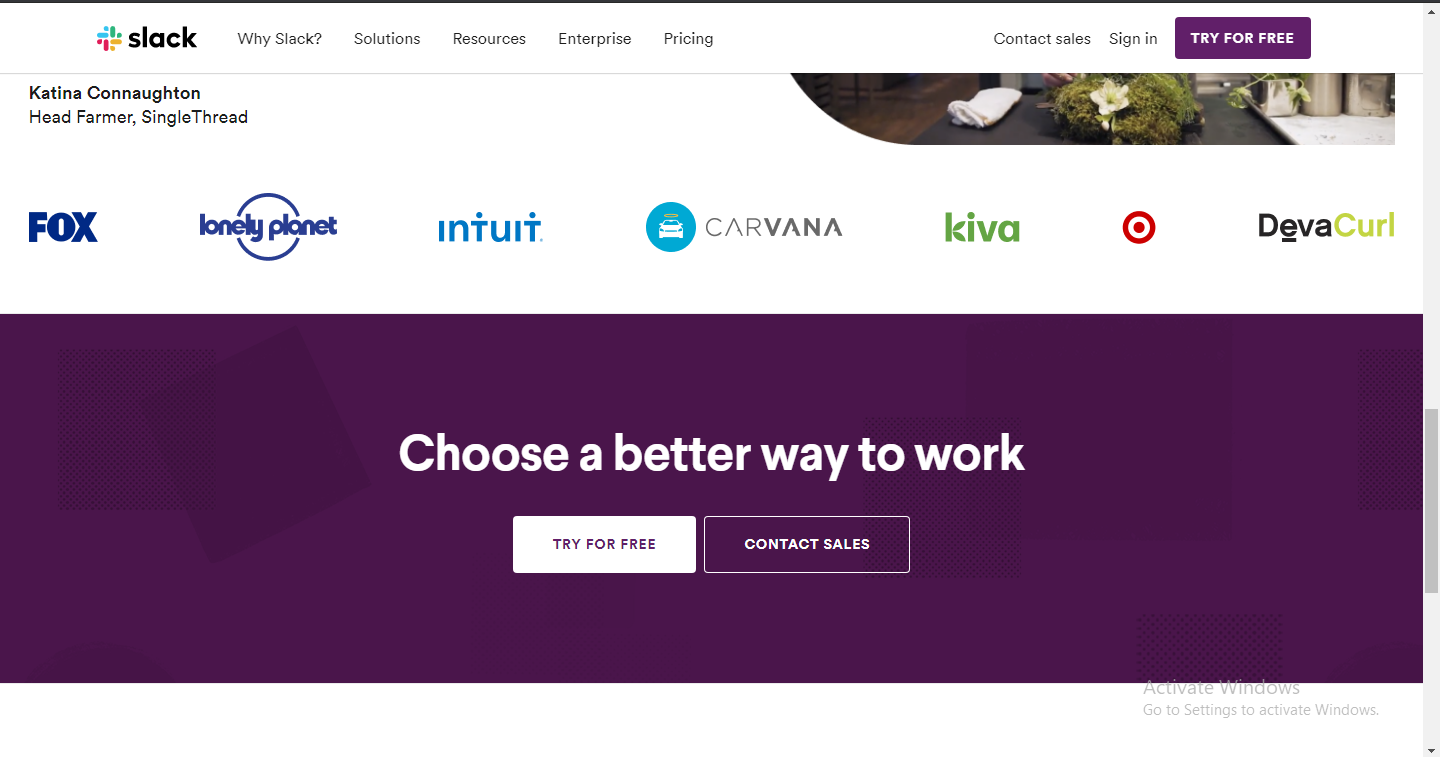 slack Why Slack? Solutions Resources Enterprise Pricing Contact sales Sign in TRY FOR FREE
Katina Connaughton
Head Farmer, SingleThread
FOX lonely planet intuit CARVANA kiva DevaCurl
Choose a better way to work
TRY FOR FREE CONTACT SALES
Activate Windows
Go to Settings to activate Windows.